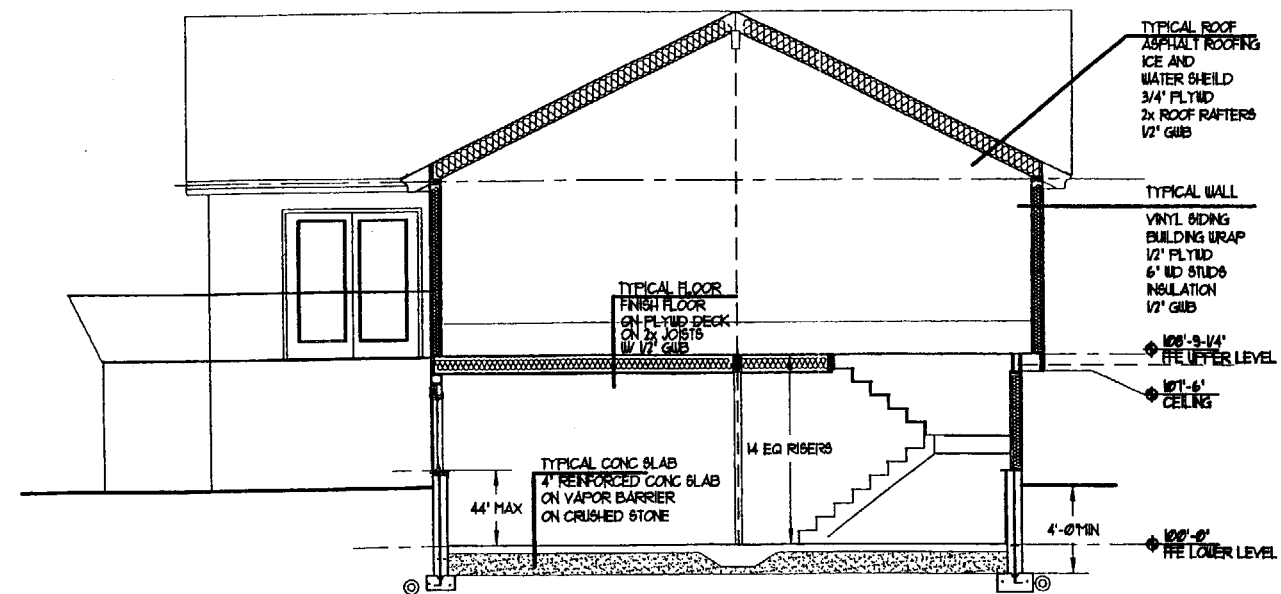 TYPICAL ROOF
ASPHALT ROOFING
ICE AND
WATER SHEILD
3/4" PLYWD
2x ROOF RAFTERS
1/2" GWB
TYPICAL WALL
VINYL SIDING
BUILDING WRAP
1/2" PLYWD
6" WD STUDS
INSULATION
1/2" GWB
TYPICAL FLOOR
FINISH FLOOR
ON PLYWD DECK
ON 2x JOISTS
W/ 1/2" GWB
108'-9-1/4"
FFE UPPER LEVEL
107'-6"
CEILING
14 EQ RISERS
TYPICAL CONC SLAB
4" REINFORCED CONC SLAB
ON VAPOR BARRIER
ON CRUSHED STONE
44" MAX
4'-0" MIN
100'-0"
FFE LOWER LEVEL